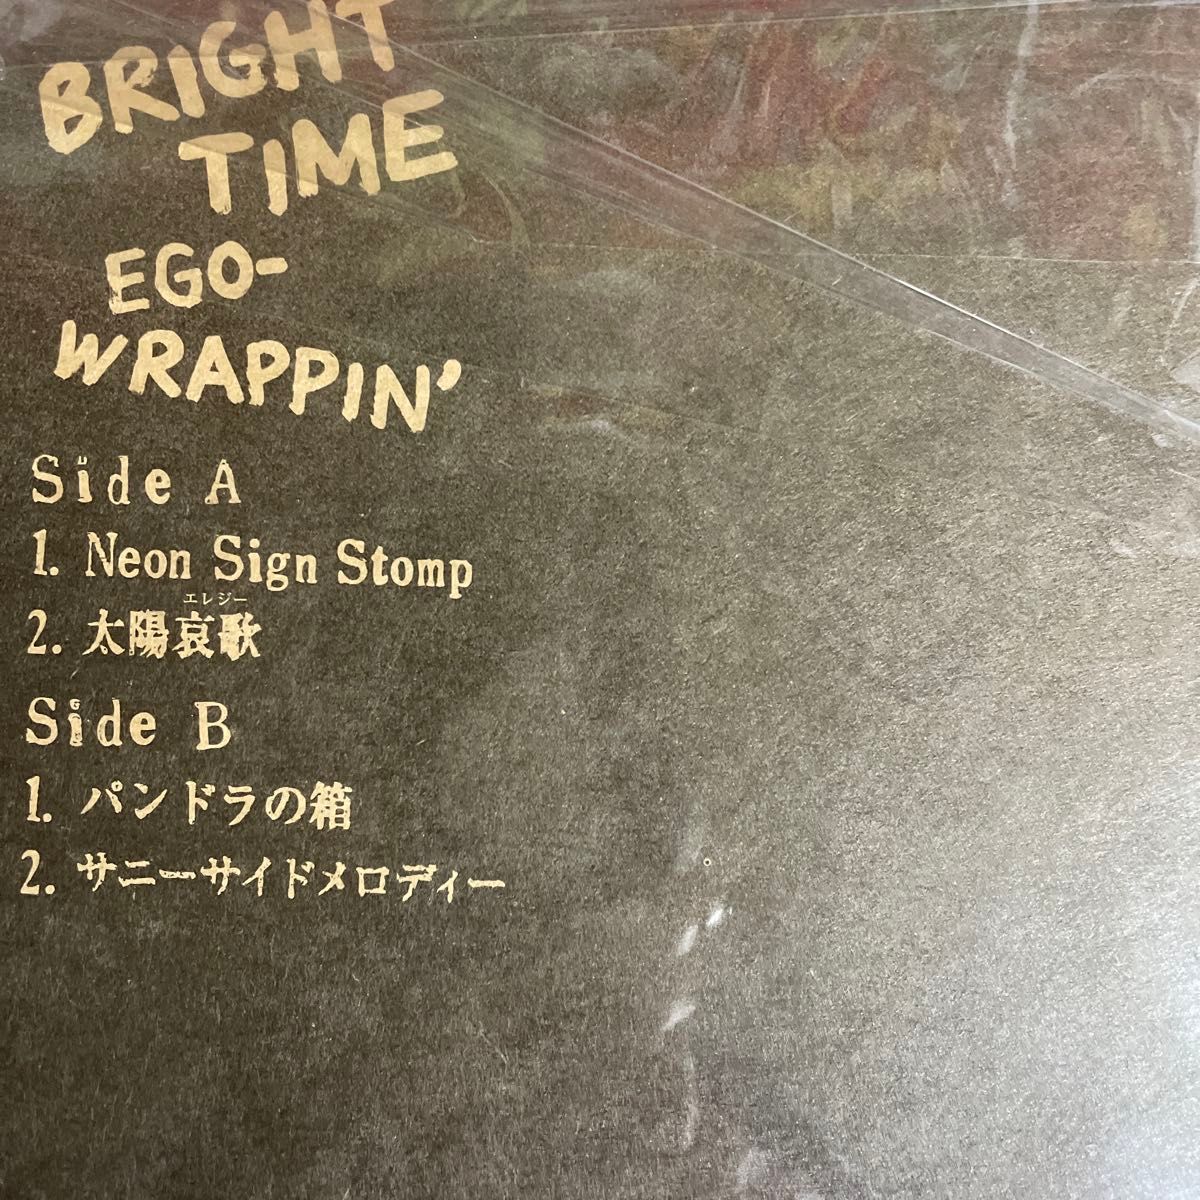 BRIGHT
TIME
EGO-
WRAPPIN'
Side A
1. Neon Sign Stomp
エレジー
2. 太陽哀歌
Side B
1. パンドラの箱
2. サニーサイドメロディー